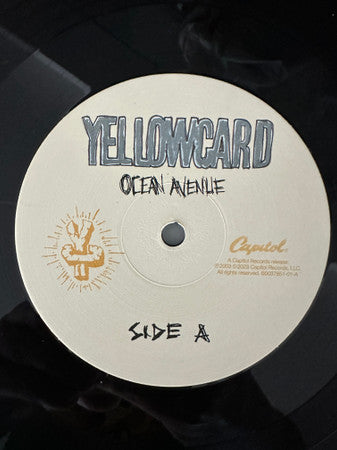 YELLOWCARD
OCEAN AVENUE
Capitol
A Capitol Records release;
℗ 2003 © 2003 Capitol Records, LLC.
All rights reserved.
SIDE A